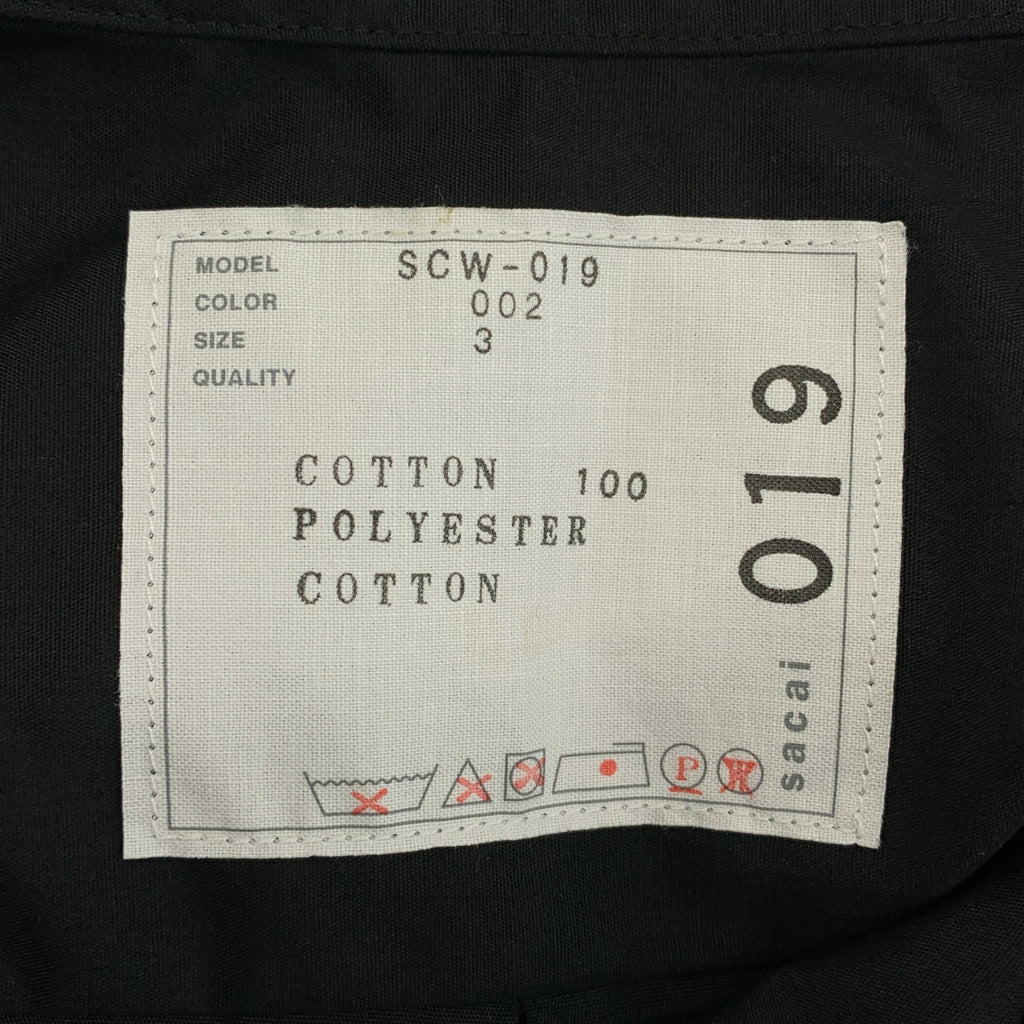 MODEL SCW-019
COLOR 002
SIZE 3
QUALITY
COTTON 100
POLYESTER
COTTON
P
W
sacai 019